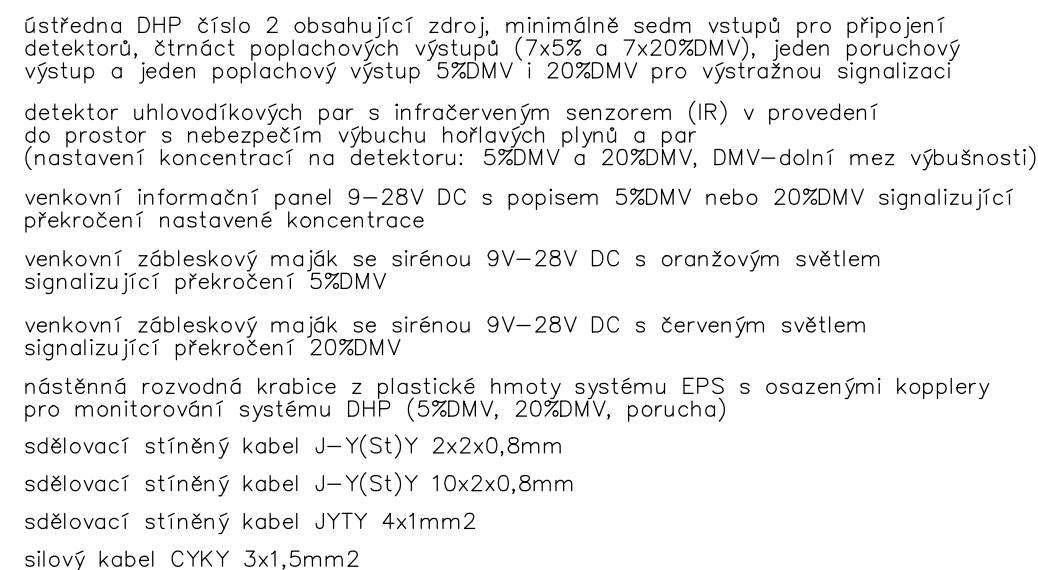 ústředna DHP číslo 2 obsahující zdroj, minimálně sedm vstupů pro připojení
detektorů, čtrnáct poplachových výstupů (7x5% a 7x20%DMV), jeden poruchový
výstup a jeden poplachový výstup 5%DMV i 20%DMV pro výstražnou signalizaci
detektor uhlovodíkových par s infračerveným senzorem (IR) v provedení
do prostor s nebezpečím výbuchu hořlavých plynů a par
(nastavení koncentrací na detektoru: 5%DMV a 20%DMV, DMV–dolní mez výbušnosti)
venkovní informační panel 9–28V DC s popisem 5%DMV nebo 20%DMV signalizující
překročení nastavené koncentrace
venkovní zábleskový maják se sirénou 9V–28V DC s oranžovým světlem
signalizující překročení 5%DMV
venkovní zábleskový maják se sirénou 9V–28V DC s červeným světlem
signalizující překročení 20%DMV
nástěnná rozvodná krabice z plastické hmoty systému EPS s osazenými kopplery
pro monitorování systému DHP (5%DMV, 20%DMV, porucha)
sdělovací stíněný kabel J–Y(St)Y 2x2x0,8mm
sdělovací stíněný kabel J–Y(St)Y 10x2x0,8mm
sdělovací stíněný kabel JYTY 4x1mm2
silový kabel CYKY 3x1,5mm2